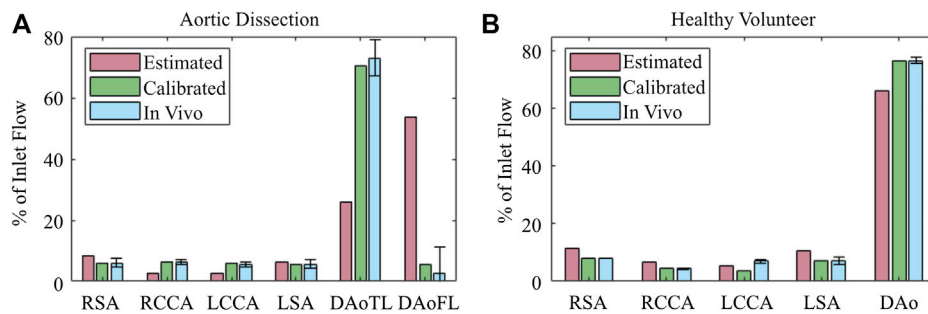 A
Aortic Dissection
% of Inlet Flow
80
60
40
20
0
Estimated
Calibrated
In Vivo
RSA RCCA LCCA LSA DAoTL DAoFL
B
Healthy Volunteer
% of Inlet Flow
80
60
40
20
0
Estimated
Calibrated
In Vivo
RSA RCCA LCCA LSA DAo